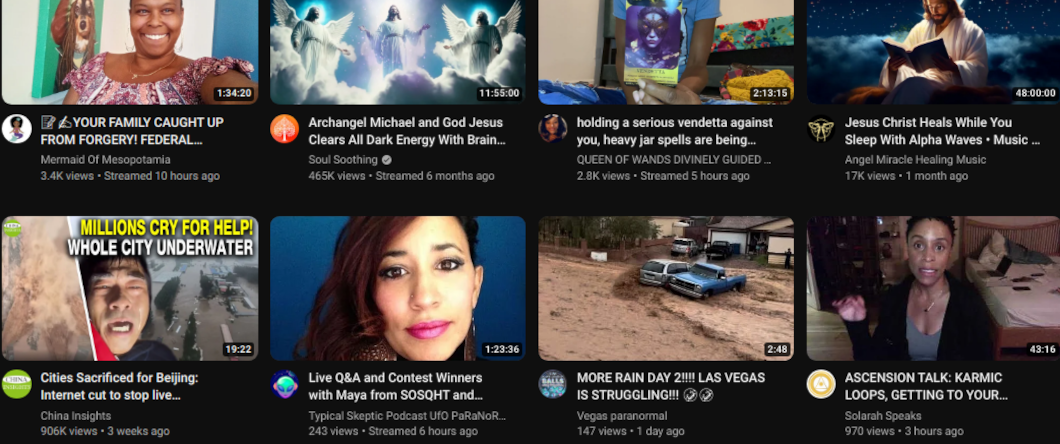 VENDETTA
1:34:20
11:55:00
2:13:15
48:00:00
📝✍️YOUR FAMILY CAUGHT UP
FROM FORGERY! FEDERAL...
Mermaid Of Mesopotamia
3.4K views • Streamed 10 hours ago
Archangel Michael and God Jesus
Clears All Dark Energy With Brain...
Soul Soothing
465K views • Streamed 6 months ago
holding a serious vendetta against
you, heavy jar spells are being...
QUEEN OF WANDS DIVINELY GUIDED ...
2.8K views • Streamed 5 hours ago
Jesus Christ Heals While You
Sleep With Alpha Waves • Music ...
Angel Miracle Healing Music
17K views • 1 month ago
MILLIONS CRY FOR HELP!
WHOLE CITY UNDERWATER
19:22
1:23:36
2:48
43:16
CHINA
Cities Sacrificed for Beijing:
Internet cut to stop live...
China Insights
906K views • 3 weeks ago
Live Q&A and Contest Winners
with Maya from SOSQHT and...
Typical Skeptic Podcast UfO PaRaNoR...
243 views • Streamed 6 hours ago
BALLS
MORE RAIN DAY 2!!!! LAS VEGAS
IS STRUGGLING!!!
Vegas paranormal
147 views • 1 day ago
ASCENSION TALK: KARMIC
LOOPS, GETTING TO YOUR...
Solarah Speaks
970 views • 3 hours ago